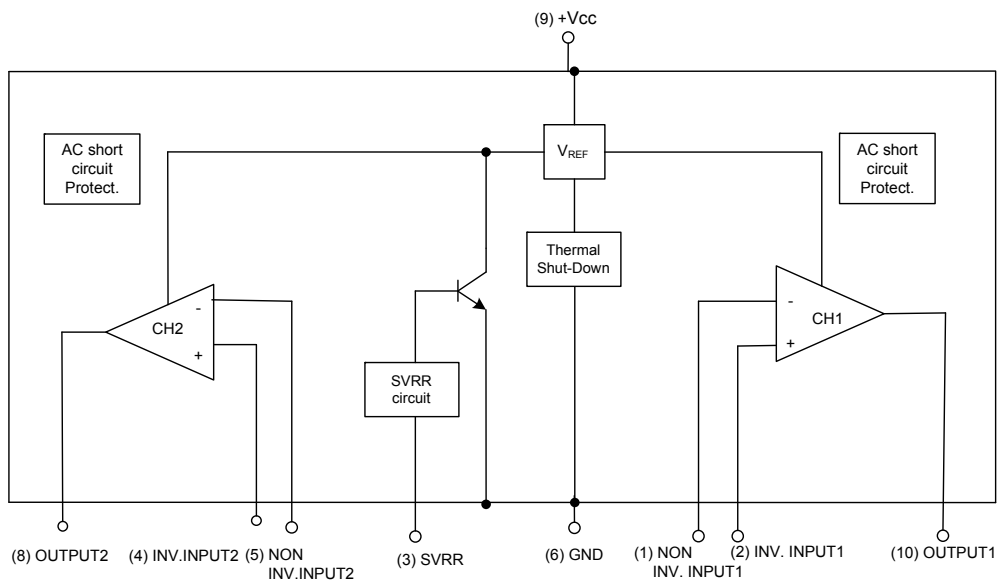 (9) +Vcc
AC short
circuit
Protect.
VREF
AC short
circuit
Protect.
Thermal
Shut-Down
-
CH2
+
-
CH1
+
SVRR
circuit
(8) OUTPUT2
(4) INV.INPUT2
(5) NON
INV.INPUT2
(3) SVRR
(6) GND
(1) NON
INV. INPUT1
(2) INV. INPUT1
(10) OUTPUT1